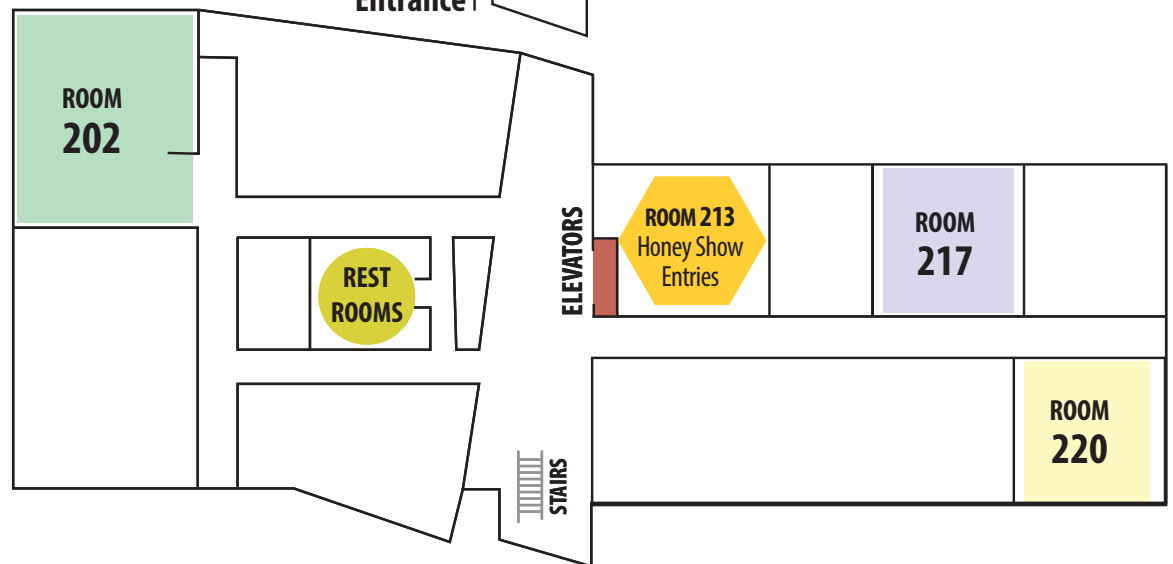 Entrance
ROOM
202
REST
ROOMS
ELEVATORS
ROOM 213
Honey Show
Entries
ROOM
217
STAIRS
ROOM
220